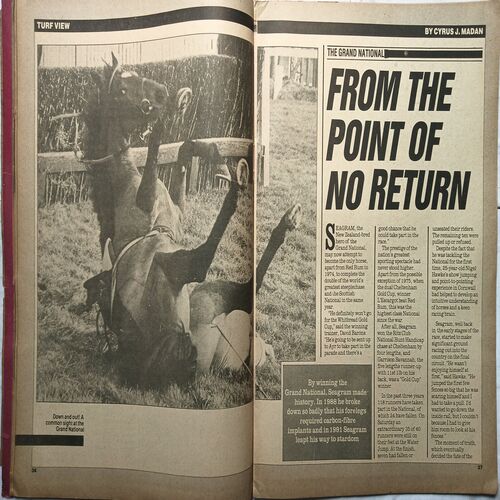 TURF VIEW
BY CYRUS J. MADAN
THE GRAND NATIONAL
FROM THE
POINT OF
NO RETURN
Down and out! A
common sight at the
Grand National
By winning the
Grand National, Seagram made
history. In 1988 he broke
down so badly that his forelegs
required carbon-fibre
implants and in 1991 Seagram
leapt his way to stardom
SEAGRAM, the
New Zealand-bred
hero of the
Grand National,
may now attempt to
become the only horse,
apart from Red Rum in
1974, to complete the
double of the world's
greatest steeplechase
and the Scottish
National in the same
year.
"He definitely won't go
for the Whitbread Gold
Cup," said the winning
trainer, David Barons.
"He's going to be sent up
to Ayr to take part in the
parade and there's a
good chance that he
could take part in the
race."
The prestige of the
nation's greatest
sporting spectacle had
never stood higher.
Apart from the possible
exception of 1973, when
the dual Cheltenham
Gold Cup, winner
L'Escargot beat Red
Rum, this was the
highest-class National
since the war.
After all, Seagram
won the Ritz Club
National Hunt Handicap
chase at Cheltenham by
four lengths, and
Garrison Savannah, the
five lengths runner-up
with 11st 1lb on his
back, was a "Gold Cup"
winner.
In the past three years
118 runners have taken
part in the National, of
which 34 have fallen. On
Saturday an
extraordinary 35 of 40
runners were still on
their feet at the Water
Jump. At the finish,
seven had fallen or
unseated their riders.
The remaining ten were
pulled up or refused.
Despite the fact that
he was tackling the
National for the first
time, 25-year-old Nigel
Hawke's show jumping
and point-to-pointing
experience in Cornwall
had helped to develop an
intuitive understanding
of horses and a keen
racing brain.
Seagram, well back
in the early stages of the
race, started to make
significant ground
racing out into the
country on the final
circuit. "He wasn't
enjoying himself at
first," said Hawke. "He
jumped the first few
fences so big that he was
scaring himself and I
had to take a pull. I'd
wanted to go down the
inside rail, but I couldn't
because I had to give
him room to look at his
fences."
The moment of truth,
which eventually
decided the fate of the
36
37